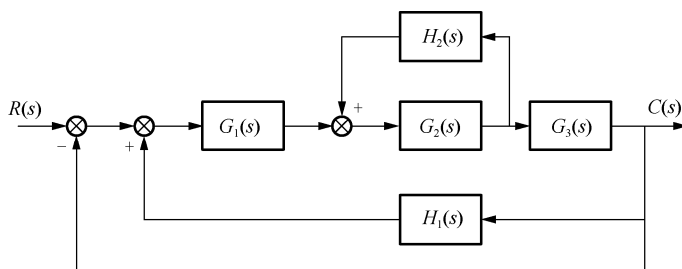 H₂(s)
R(s)
+
C(s)
G₁(s)
G₂(s)
G₃(s)
−
+
H₁(s)